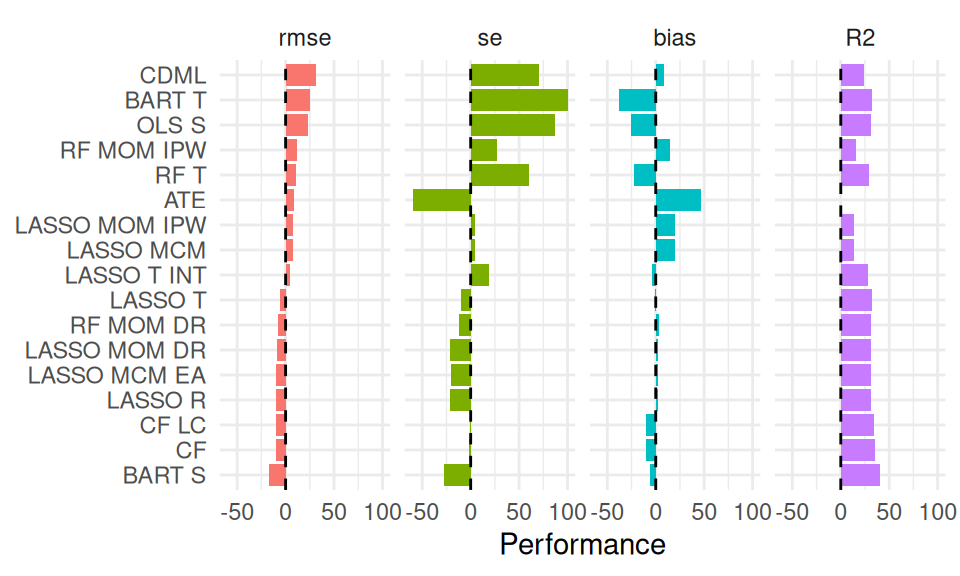 rmse se bias R2
CDML
BART T
OLS S
RF MOM IPW
RF T
ATE
LASSO MOM IPW
LASSO MCM
LASSO T INT
LASSO T
RF MOM DR
LASSO MOM DR
LASSO MCM EA
LASSO R
CF LC
CF
BART S
-50 0 50 100 -50 0 50 100 -50 0 50 100 -50 0 50 100
Performance